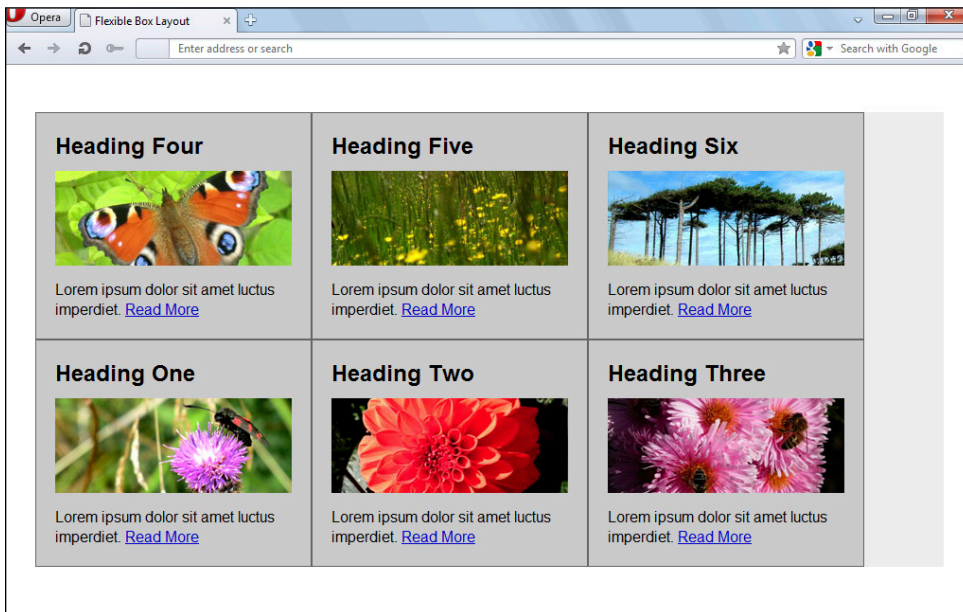 Opera
Flexible Box Layout
Enter address or search
Search with Google
Heading Four
Lorem ipsum dolor sit amet luctus
imperdiet. Read More
Heading Five
Lorem ipsum dolor sit amet luctus
imperdiet. Read More
Heading Six
Lorem ipsum dolor sit amet luctus
imperdiet. Read More
Heading One
Lorem ipsum dolor sit amet luctus
imperdiet. Read More
Heading Two
Lorem ipsum dolor sit amet luctus
imperdiet. Read More
Heading Three
Lorem ipsum dolor sit amet luctus
imperdiet. Read More